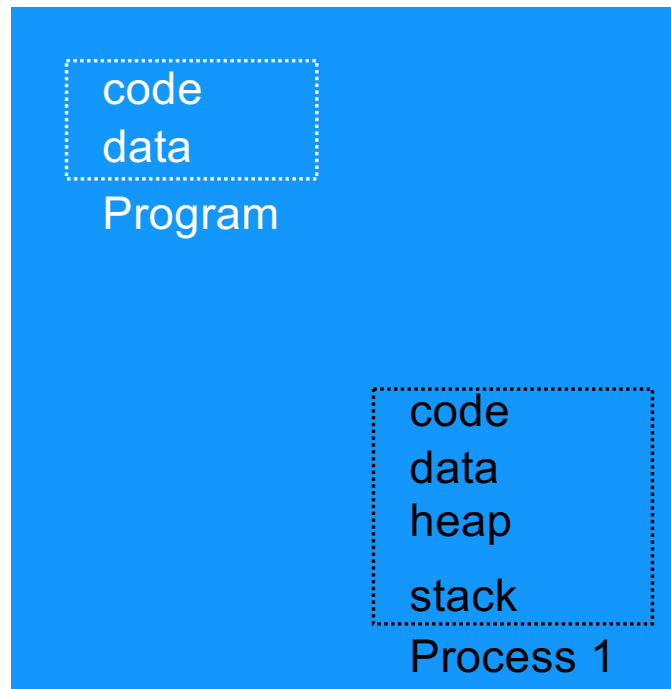 code
data
Program
code
data
heap
stack
Process 1